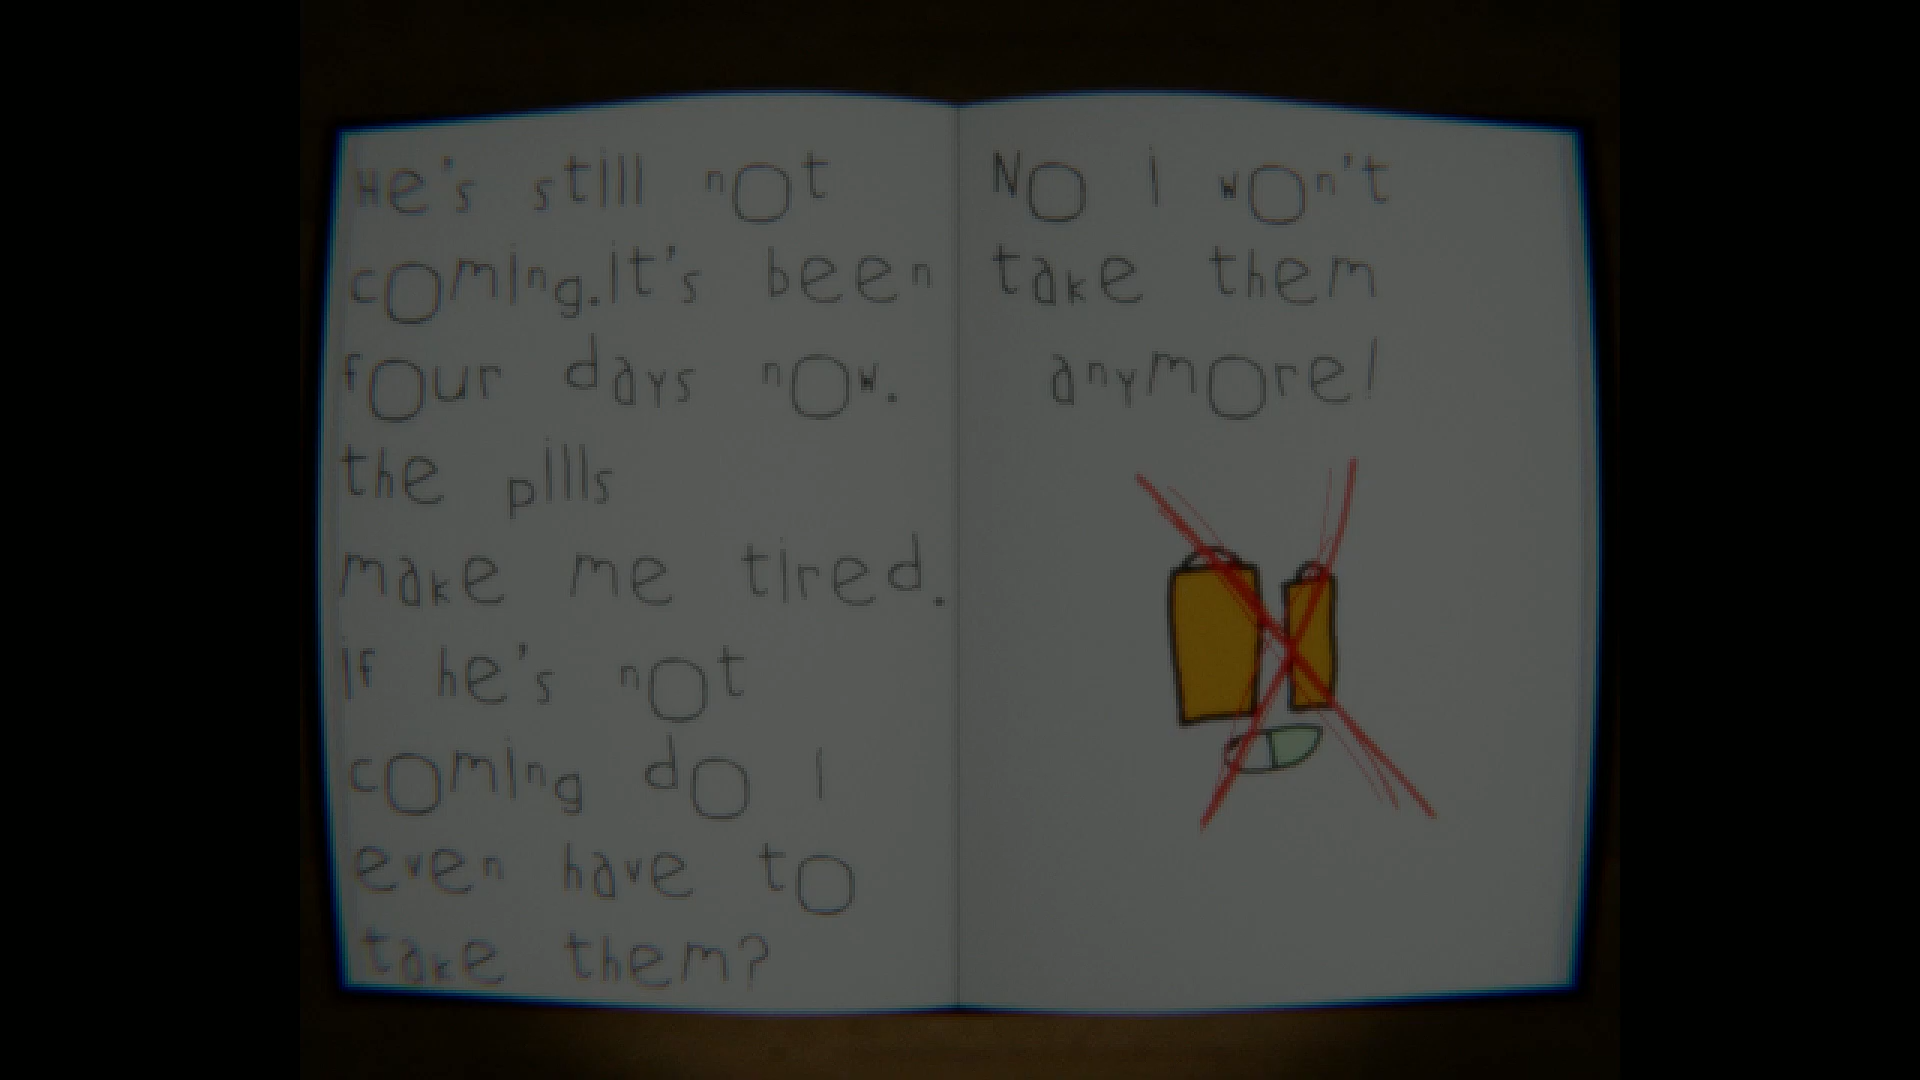 He's still nOt
cOming.It's been
fOur days nOw.
the pills
make me tired.
If he's nOt
cOming dO I
even have tO
take them?
NO I wOn't
take them
anymOre!